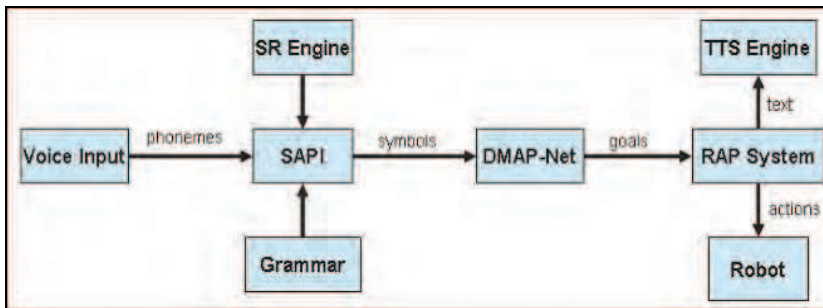 SR Engine
TTS Engine
text
phonemes
symbols
goals
Voice Input
SAPI
DMAP-Net
RAP System
actions
Grammar
Robot